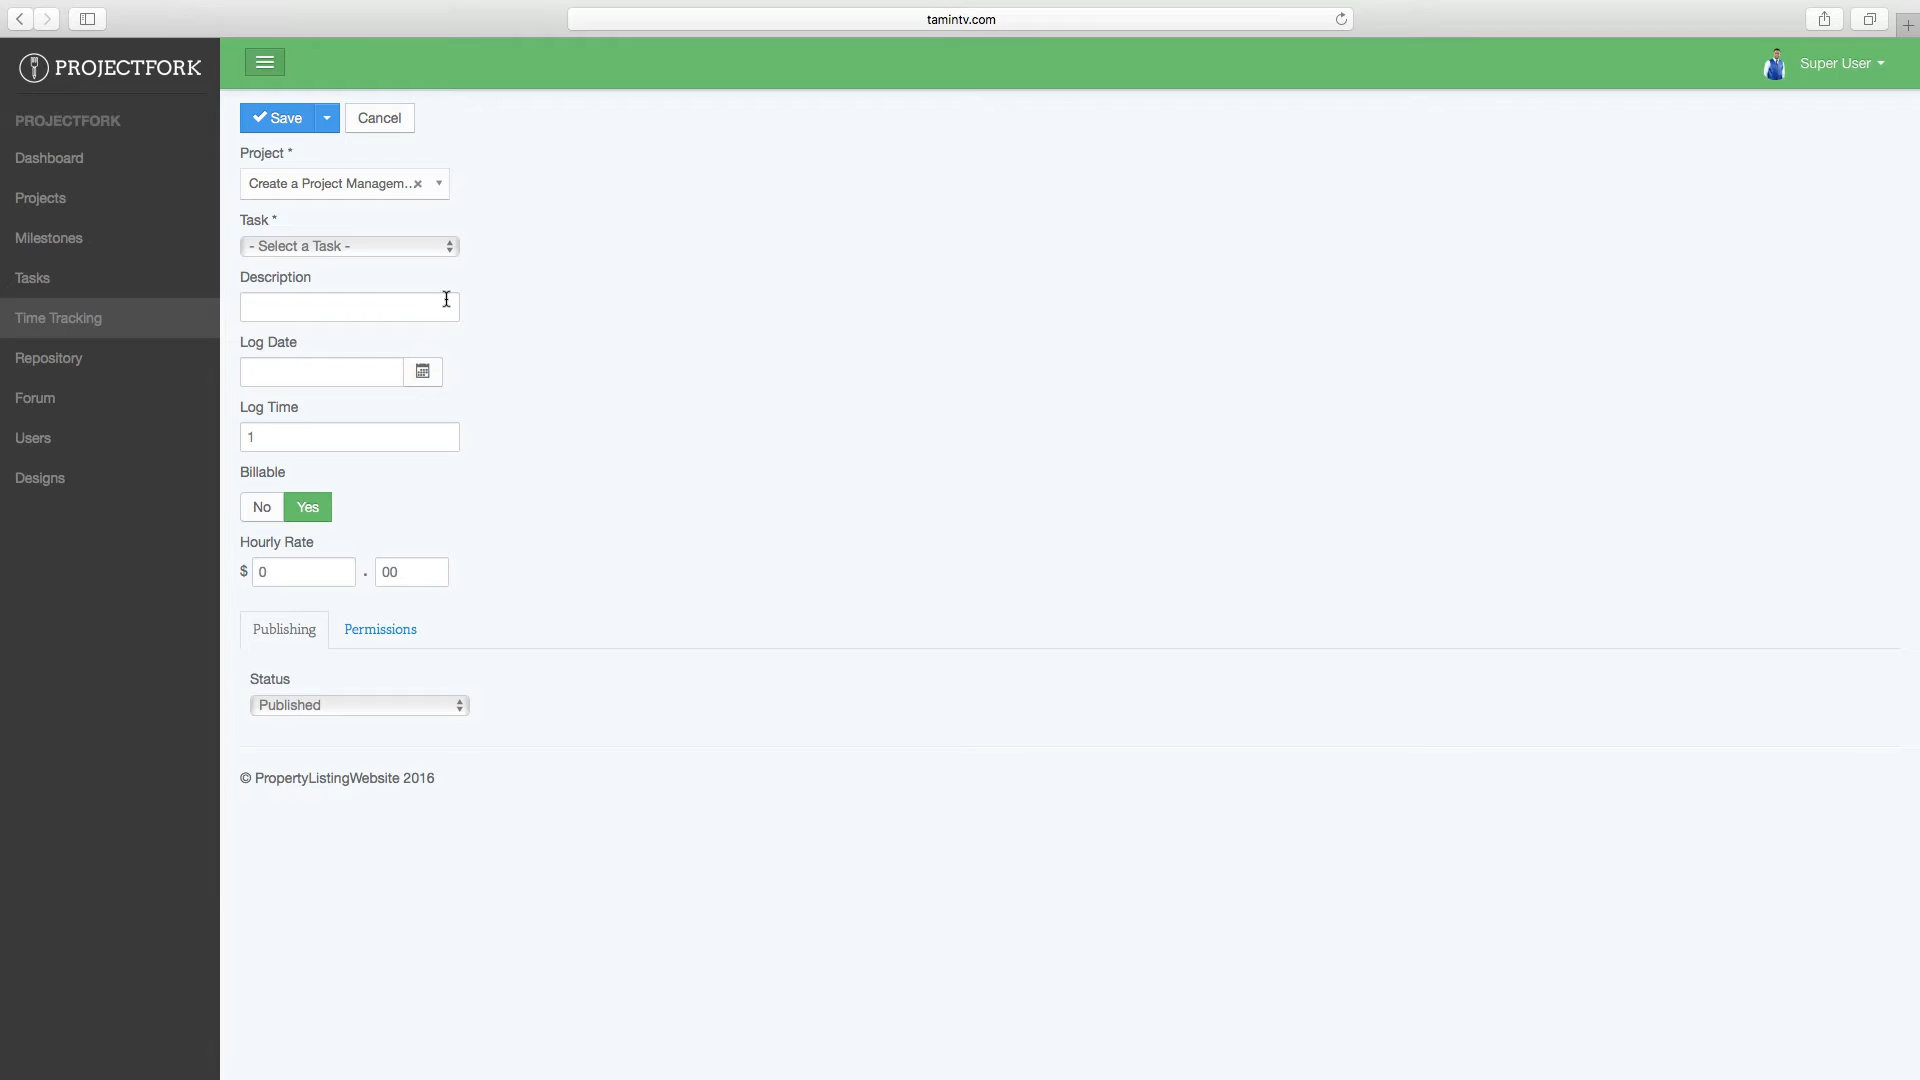 tamintv.com
PROJECTFORK
Super User
PROJECTFORK
Dashboard
Projects
Milestones
Tasks
Time Tracking
Repository
Forum
Users
Designs
Save
Cancel
Project *
Create a Project Managem...
Task *
- Select a Task -
Description
Log Date
Log Time
1
Billable
No Yes
Hourly Rate
$ 0 . 00
Publishing Permissions
Status
Published
© PropertyListingWebsite 2016